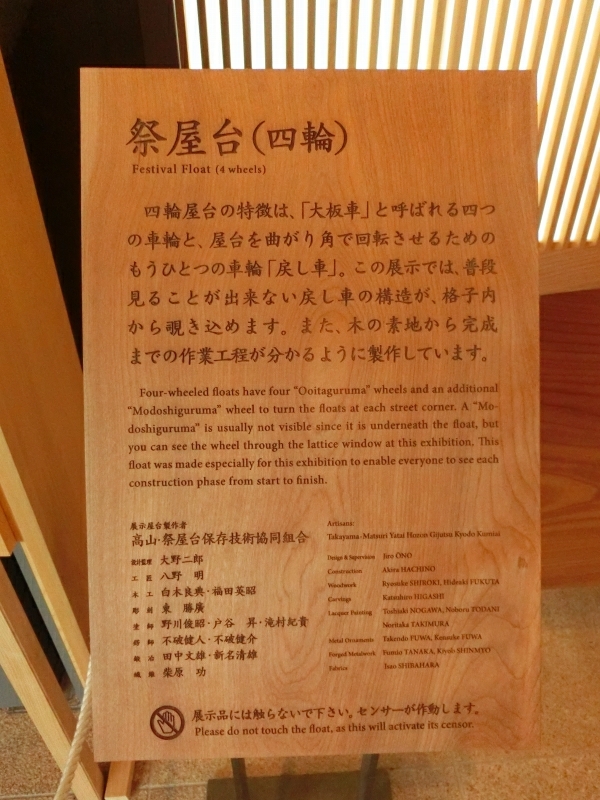 祭屋台(四輪)
Festival Float (4 wheels)
四輪屋台の特徴は、「大板車」と呼ばれる四つ
の車輪と、屋台を曲がり角で回転させるための
もうひとつの車輪「戻し車」。この展示では、普段
見ることが出来ない戻し車の構造が、格子内
から覗き込めます。また、木の素地から完成
までの作業工程が分かるように製作しています。
Four-wheeled floats have four “Ooitaguruma” wheels and an additional
“Modoshiguruma” wheel to turn the floats at each street corner. A “Mo-
doshiguruma” is usually not visible since it is underneath the float, but
you can see the wheel through the lattice window at this exhibition. This
float was made especially for this exhibition to enable everyone to see each
construction phase from start to finish.
展示屋台製作者
高山・祭屋台保存技術協同組合
設計監理 大野二郎
工匠 八野 明
木工 白木良典・福田英昭
彫刻 東 勝廣
塗師 野川俊昭・戸谷 昇・滝村紀貴
錺師 不破健人・不破健介
鍛冶 田中文雄・新名清雄
織推 柴原 功
Artisans:
Takayama-Matsuri Yatai Hozon Gijutsu Kyodo Kumiai
Design & Supervision Jiro ONO
Construction Akira HACHINO
Woodwork Ryosuke SHIROKI, Hideaki FUKUTA
Carvings Katsuhiro HIGASHI
Lacquer Painting Toshiaki NOGAWA, Noboru TODANI
Noritaka TAKIMURA
Metal Ornaments Takendo FUWA, Kensuke FUWA
Forged Metalwork Fumio TANAKA, Kiyoo SHINMYO
Fabrics Isao SHIBAHARA
展示品には触らないで下さい。センサーが作動します。
Please do not touch the float, as this will activate its censor.